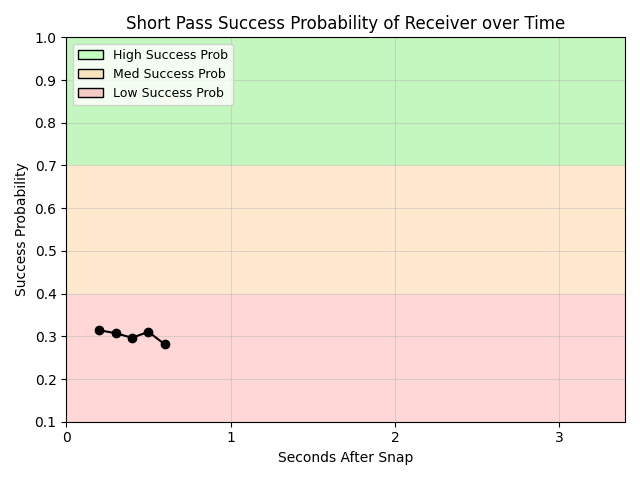 Short Pass Success Probability of Receiver over Time
1.0
High Success Prob
Med Success Prob
Low Success Prob
0.9
0.8
0.7
0.6
0.5
0.4
0.3
0.2
0.1
Success Probability
0 1 2 3
Seconds After Snap